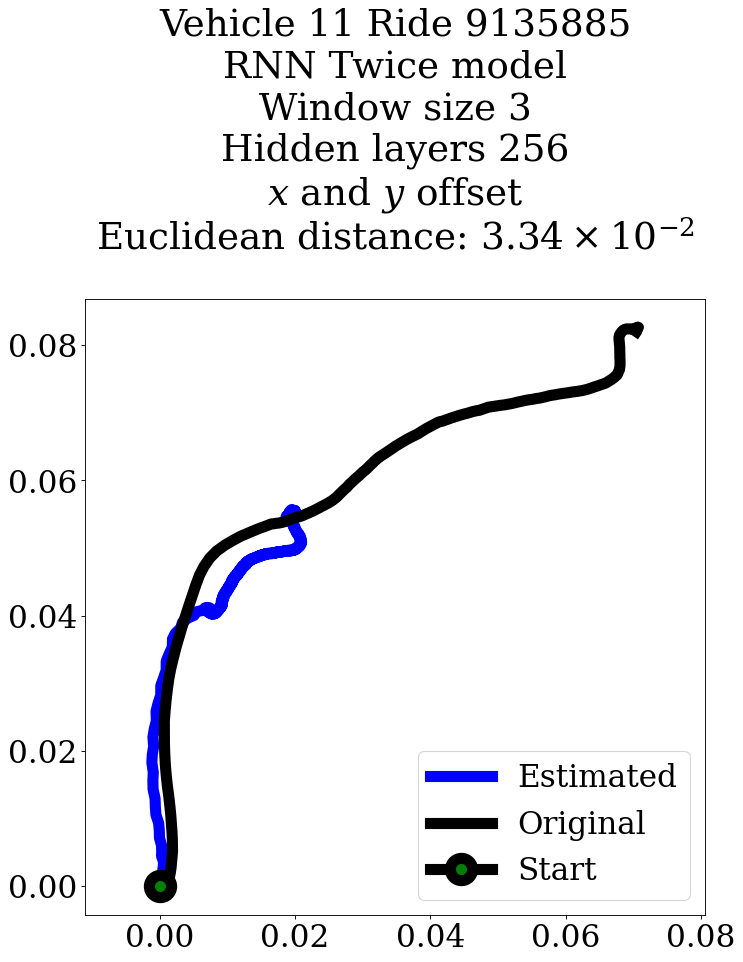 Vehicle 11 Ride 9135885
RNN Twice model
Window size 3
Hidden layers 256
x and y offset
Euclidean distance: 3.34 × 10⁻²
0.08
0.06
0.04
0.02
0.00
Estimated
Original
Start
0.00 0.02 0.04 0.06 0.08